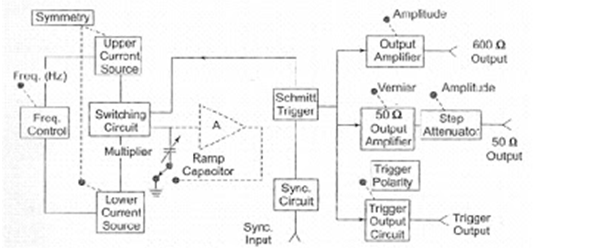 Symmetry
Upper
Current
Source
Freq. (Hz)
Freq.
Control
Switching
Circuit
Multiplier
A
Ramp
Capacitor
Lower
Current
Source
Schmitt
Trigger
Sync.
Circuit
Sync.
Input
Amplitude
Output
Amplifier
600 Ω
Output
Vernier
50 Ω
Output
Amplifier
Amplitude
Step
Attenuator
50 Ω
Output
Trigger
Polarity
Trigger
Output
Circuit
Trigger
Output